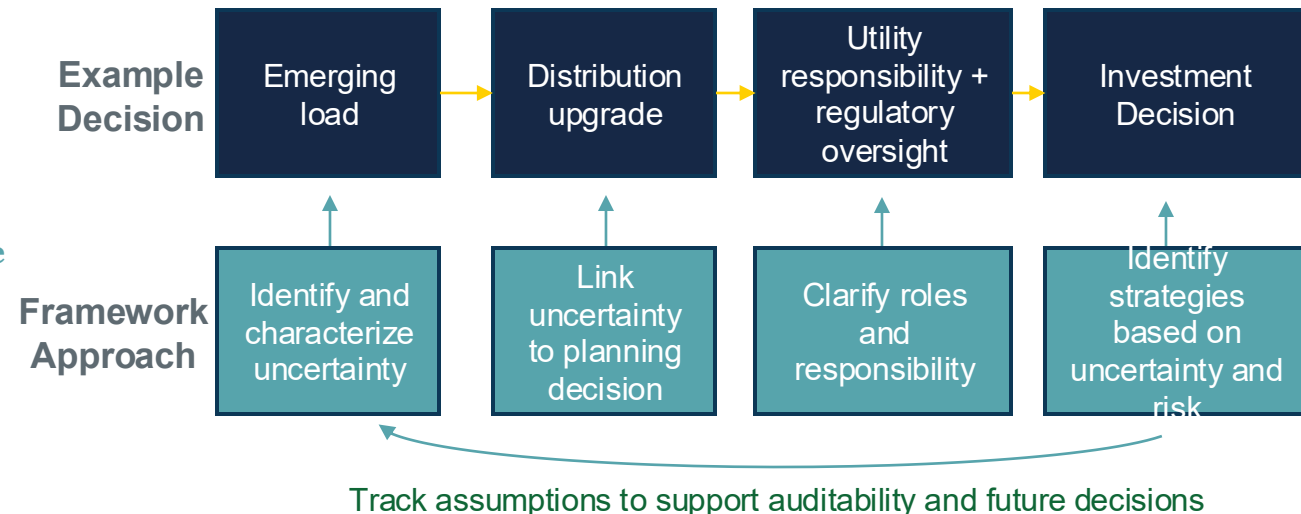 Example
Decision
Emerging
load
Distribution
upgrade
Utility
responsibility +
regulatory
oversight
Investment
Decision
e
Framework
Approach
Identify and
characterize
uncertainty
Link
uncertainty
to planning
decision
Clarify roles
and
responsibility
Identify
strategies
based on
uncertainty and
risk
Track assumptions to support auditability and future decisions